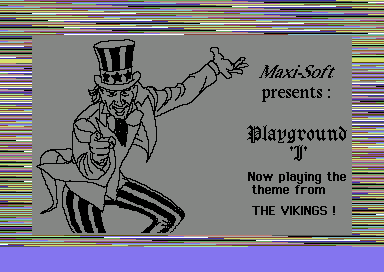 Maxi-Soft
presents :
Playground
'J'
Now playing the
theme from
THE VIKINGS !